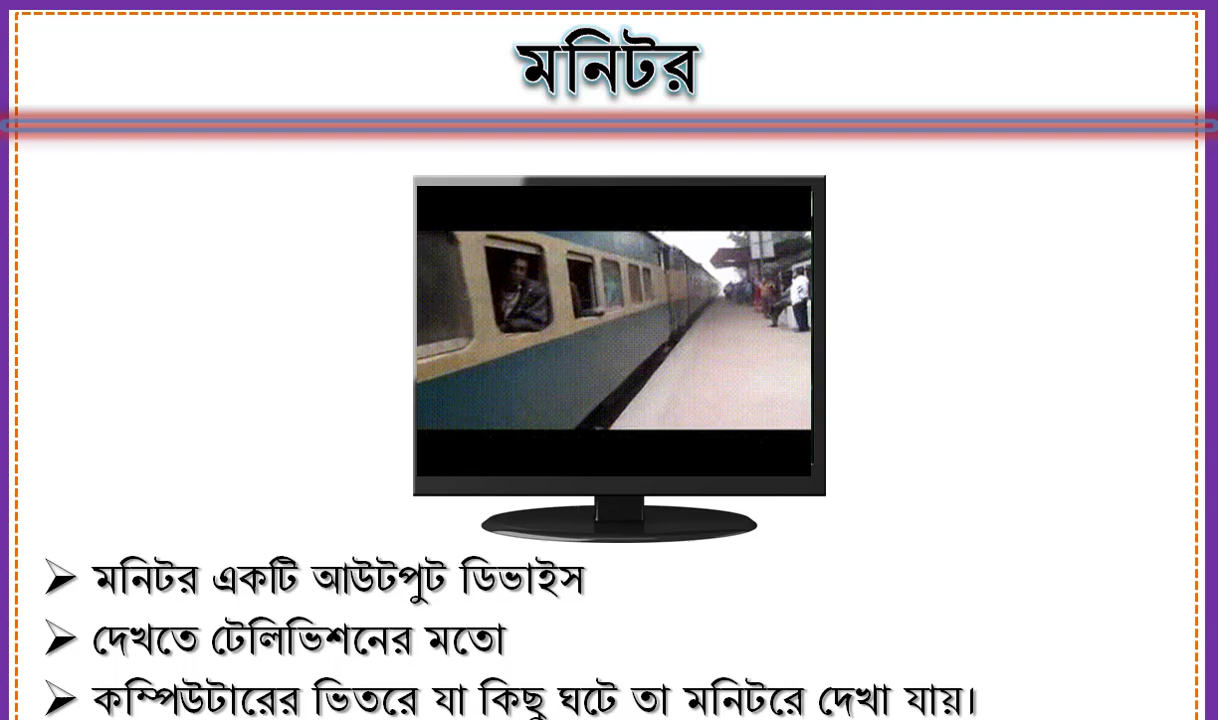 মনিটর
মনিটর একটি আউটপুট ডিভাইস
দেখতে টেলিভিশনের মতো
কম্পিউটারের ভিতরে যা কিছু ঘটে তা মনিটরে দেখা যায়।